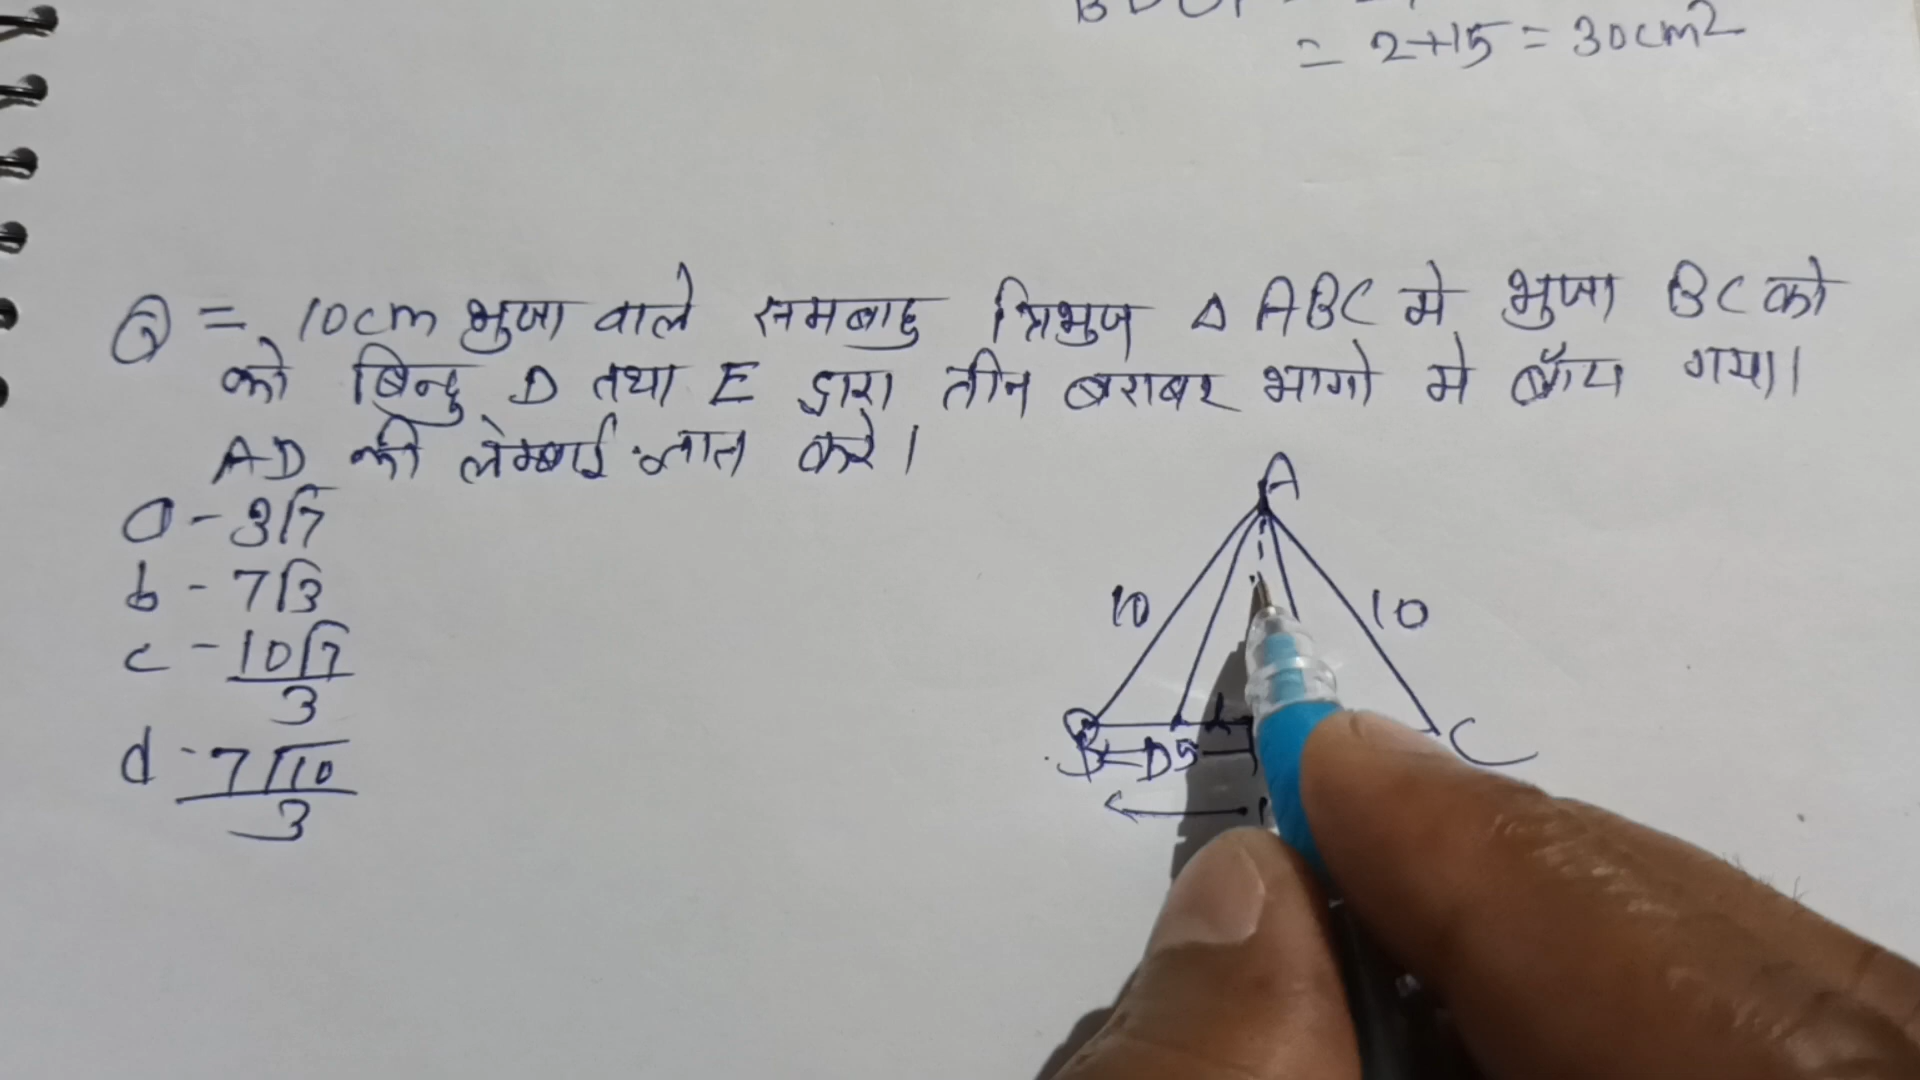 = 2+15 = 30cm²
Q = 10cm भुजा वाले समबाहु त्रिभुज △ ABC मे भुजा BC को
को बिन्दु D तथा E द्वारा तीन बराबर भागो मे बाँटा गया।
AD की लम्बाई ज्ञात करे।
a - 3√7
b - 7√3
c - 10√7/3
d - 7√10/3
A
10
10
B
D
5
C